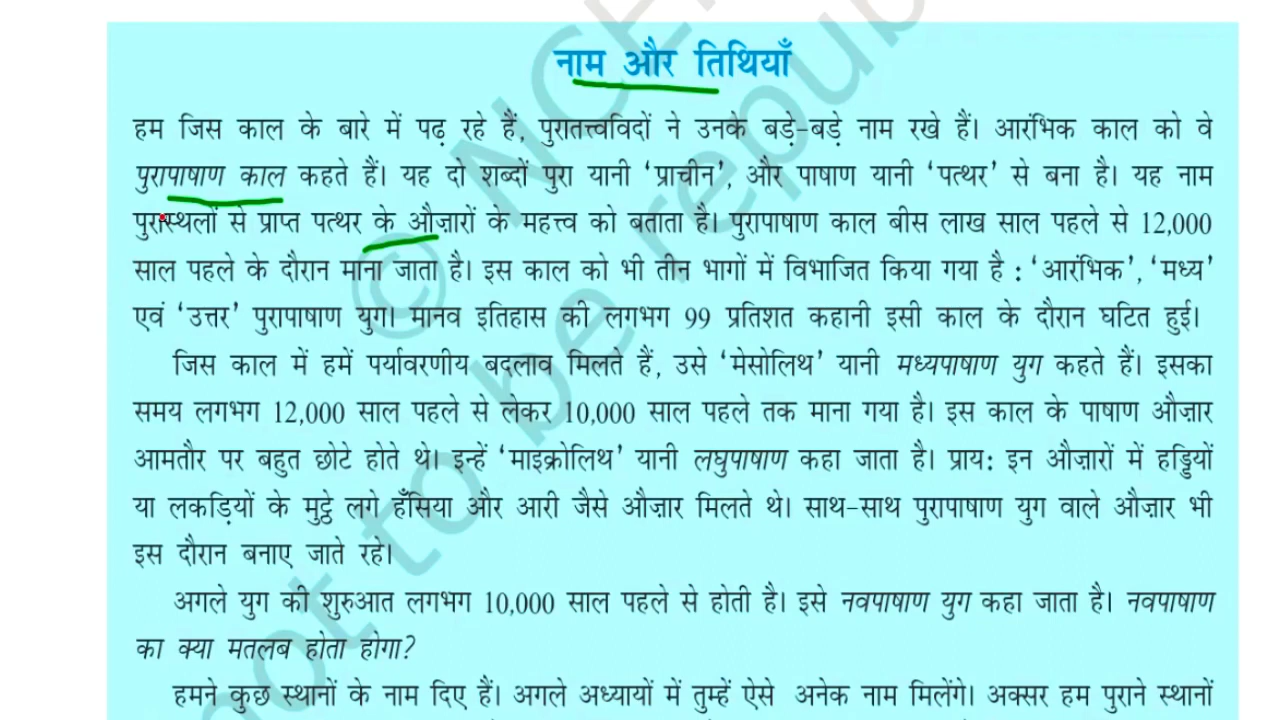 नाम और तिथियाँ
हम जिस काल के बारे में पढ़ रहे हैं, पुरातत्त्वविदों ने उनके बड़े-बड़े नाम रखे हैं। आरंभिक काल को वे
पुरापाषाण काल कहते हैं। यह दो शब्दों पुरा यानी ‘प्राचीन’, और पाषाण यानी ‘पत्थर’ से बना है। यह नाम
पुरास्थलों से प्राप्त पत्थर के औज़ारों के महत्त्व को बताता है। पुरापाषाण काल बीस लाख साल पहले से 12,000
साल पहले के दौरान माना जाता है। इस काल को भी तीन भागों में विभाजित किया गया है : ‘आरंभिक’, ‘मध्य’
एवं ‘उत्तर’ पुरापाषाण युग। मानव इतिहास की लगभग 99 प्रतिशत कहानी इसी काल के दौरान घटित हुई।
जिस काल में हमें पर्यावरणीय बदलाव मिलते हैं, उसे ‘मेसोलिथ’ यानी मध्यपाषाण युग कहते हैं। इसका
समय लगभग 12,000 साल पहले से लेकर 10,000 साल पहले तक माना गया है। इस काल के पाषाण औज़ार
आमतौर पर बहुत छोटे होते थे। इन्हें ‘माइक्रोलिथ’ यानी लघुपाषाण कहा जाता है। प्राय: इन औज़ारों में हड्डियों
या लकड़ियों के मुट्ठे लगे हँसिया और आरी जैसे औज़ार मिलते थे। साथ-साथ पुरापाषाण युग वाले औज़ार भी
इस दौरान बनाए जाते रहे।
अगले युग की शुरुआत लगभग 10,000 साल पहले से होती है। इसे नवपाषाण युग कहा जाता है। नवपाषाण
का क्या मतलब होता होगा?
हमने कुछ स्थानों के नाम दिए हैं। अगले अध्यायों में तुम्हें ऐसे अनेक नाम मिलेंगे। अक्सर हम पुराने स्थानों
© NCE
not to be republ